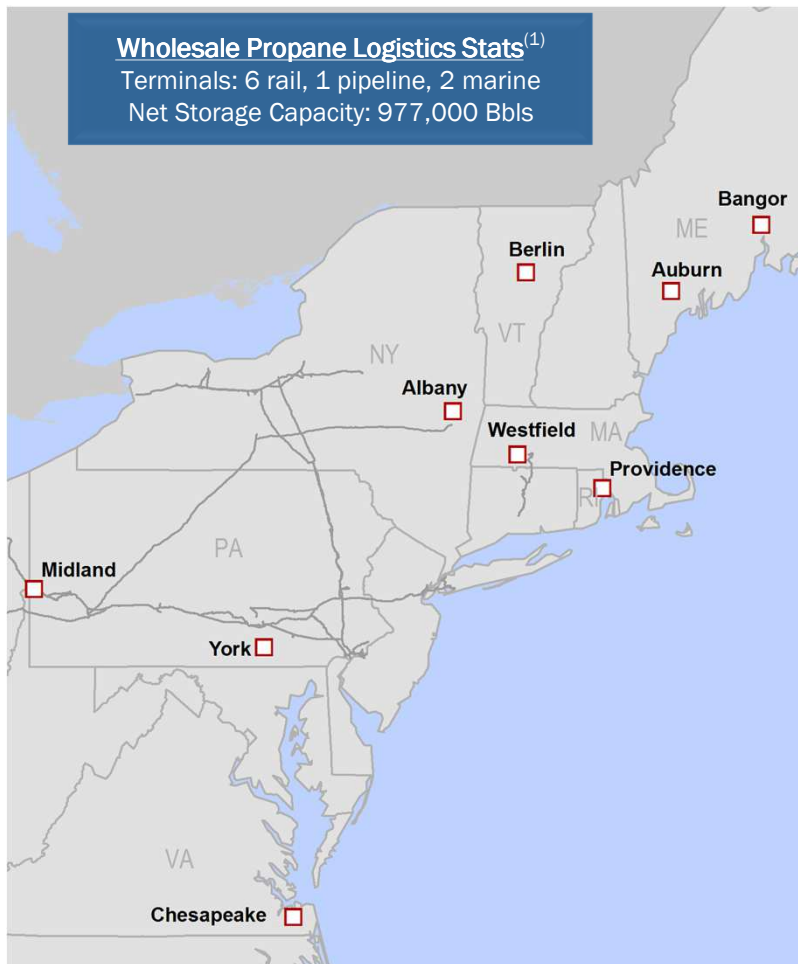 Wholesale Propane Logistics Stats(1)
Terminals: 6 rail, 1 pipeline, 2 marine
Net Storage Capacity: 977,000 Bbls
Bangor
ME
Berlin
Auburn
VT
NY
Albany
Westfield
MA
Providence
RI
PA
Midland
York
VA
Chesapeake